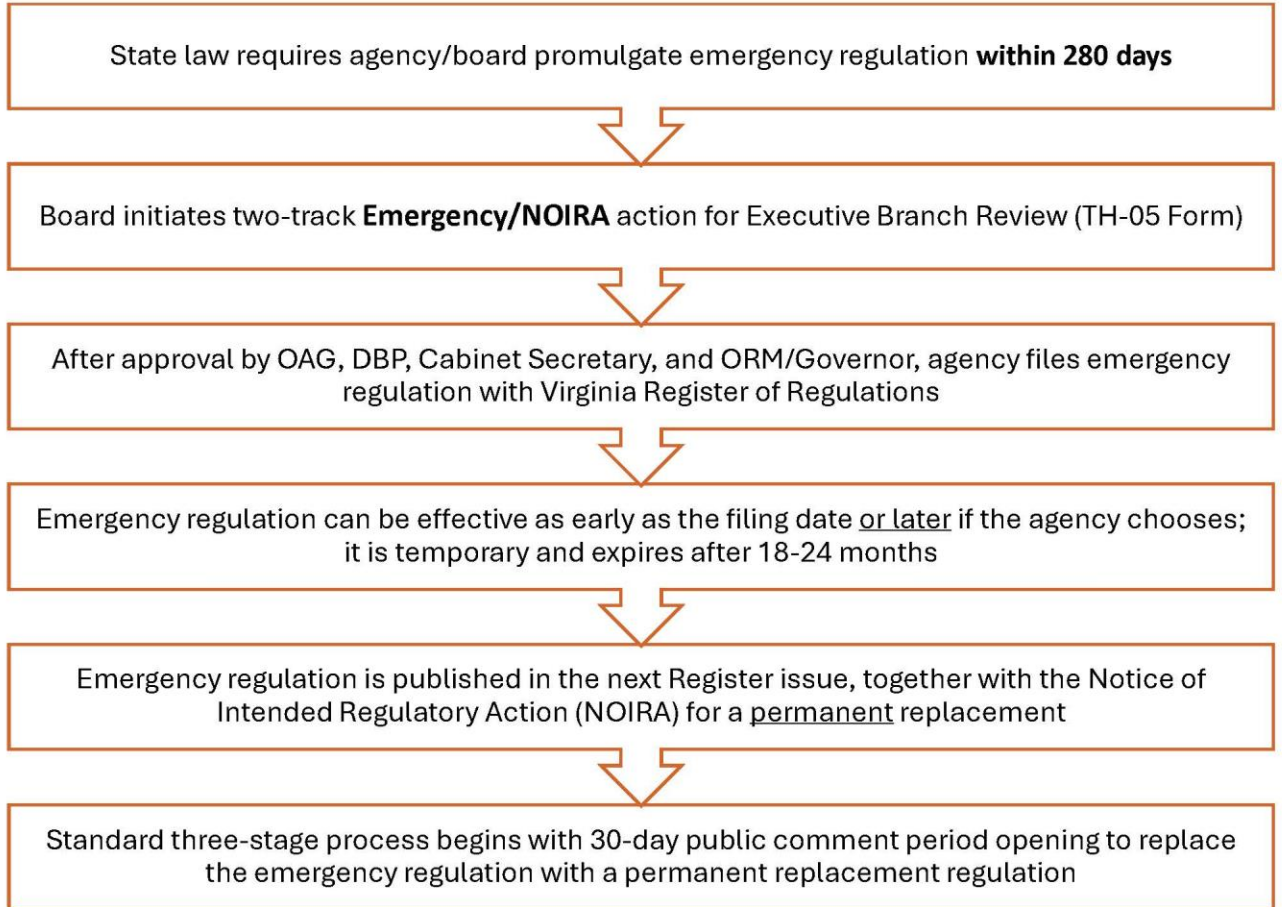 State law requires agency/board promulgate emergency regulation within 280 days
Board initiates two-track Emergency/NOIRA action for Executive Branch Review (TH-05 Form)
After approval by OAG, DBP, Cabinet Secretary, and ORM/Governor, agency files emergency
regulation with Virginia Register of Regulations
Emergency regulation can be effective as early as the filing date or later if the agency chooses;
it is temporary and expires after 18-24 months
Emergency regulation is published in the next Register issue, together with the Notice of
Intended Regulatory Action (NOIRA) for a permanent replacement
Standard three-stage process begins with 30-day public comment period opening to replace
the emergency regulation with a permanent replacement regulation